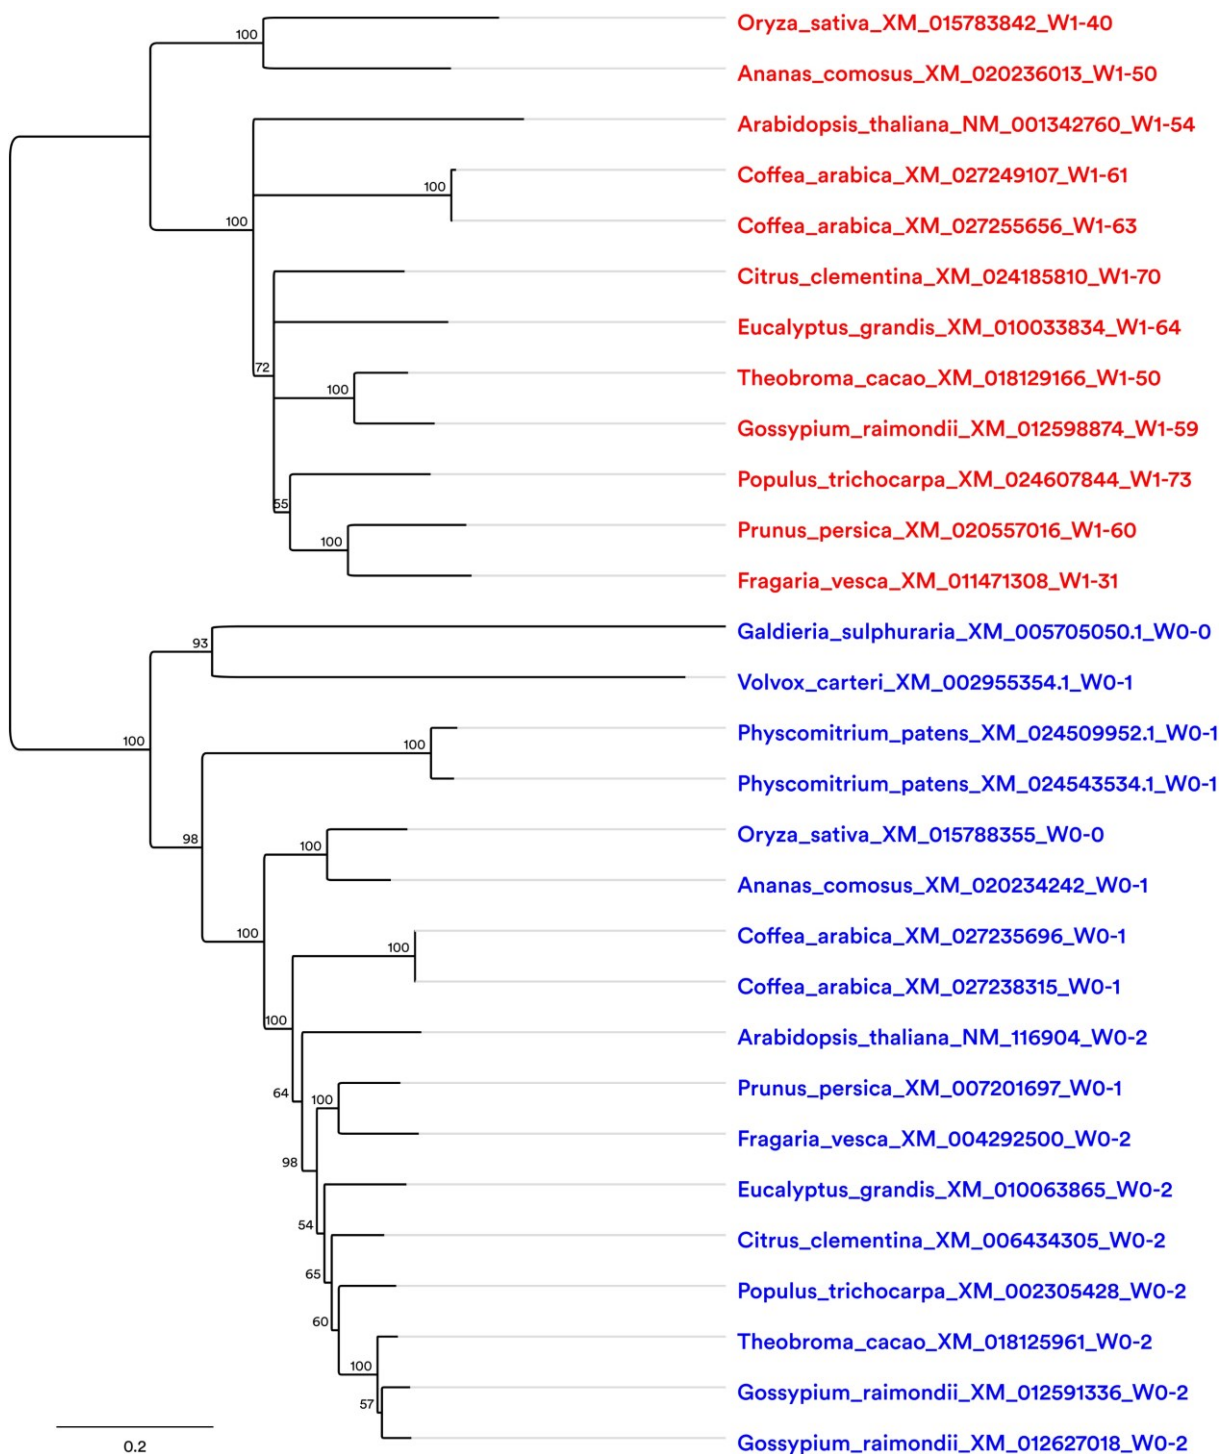 Oryza_sativa_XM_015783842_W1-40
100
Ananas_comosus_XM_020236013_W1-50
Arabidopsis_thaliana_NM_001342760_W1-54
Coffea_arabica_XM_027249107_W1-61
100
100
Coffea_arabica_XM_027255656_W1-63
Citrus_clementina_XM_024185810_W1-70
Eucalyptus_grandis_XM_010033834_W1-64
72
Theobroma_cacao_XM_018129166_W1-50
100
Gossypium_raimondii_XM_012598874_W1-59
Populus_trichocarpa_XM_024607844_W1-73
55
Prunus_persica_XM_020557016_W1-60
100
Fragaria_vesca_XM_011471308_W1-31
Galdieria_sulphuraria_XM_005705050.1_W0-0
93
Volvox_carteri_XM_002955354.1_W0-1
Physcomitrium_patens_XM_024509952.1_W0-1
100
100
Physcomitrium_patens_XM_024543534.1_W0-1
Oryza_sativa_XM_015788355_W0-0
98
100
Ananas_comosus_XM_020234242_W0-1
100
Coffea_arabica_XM_027235696_W0-1
100
Coffea_arabica_XM_027238315_W0-1
100
Arabidopsis_thaliana_NM_116904_W0-2
Prunus_persica_XM_007201697_W0-1
64
100
Fragaria_vesca_XM_004292500_W0-2
98
Eucalyptus_grandis_XM_010063865_W0-2
54
Citrus_clementina_XM_006434305_W0-2
65
Populus_trichocarpa_XM_002305428_W0-2
60
Theobroma_cacao_XM_018125961_W0-2
100
Gossypium_raimondii_XM_012591336_W0-2
57
Gossypium_raimondii_XM_012627018_W0-2
0.2